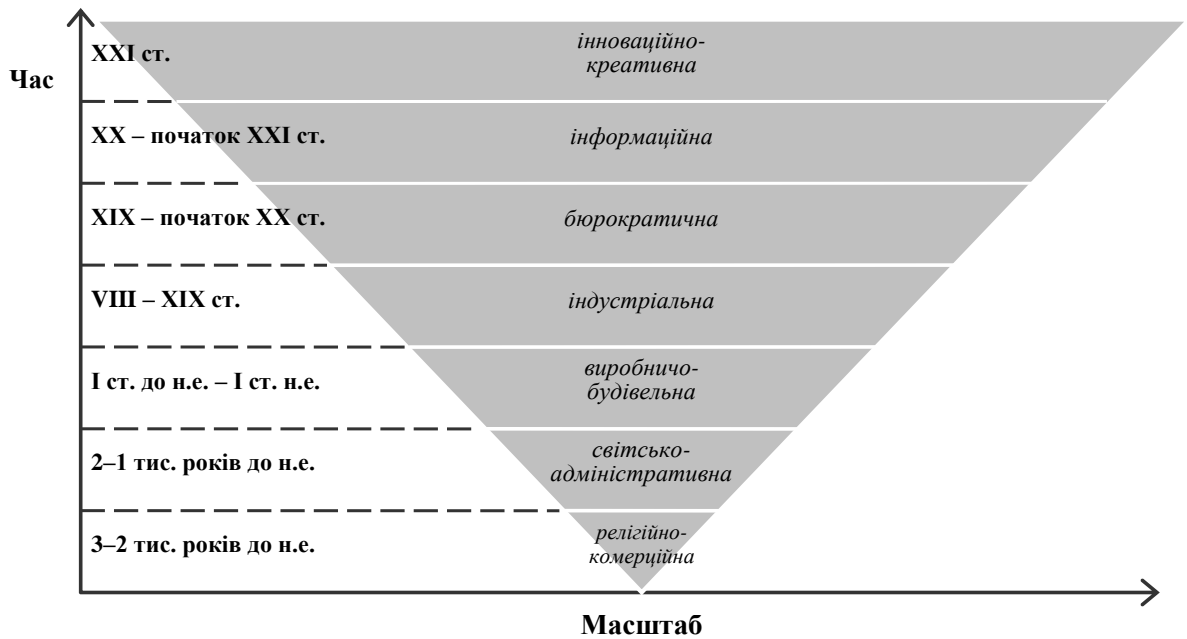 XXI ст.
інноваційно-
креативна
Час
XX – початок XXI ст.
інформаційна
XIX – початок XX ст.
бюрократична
VIII – XIX ст.
індустріальна
I ст. до н.е. – I ст. н.е.
виробничо-
будівельна
2–1 тис. років до н.е.
світсько-
адміністративна
3–2 тис. років до н.е.
релігійно-
комерційна
Масштаб